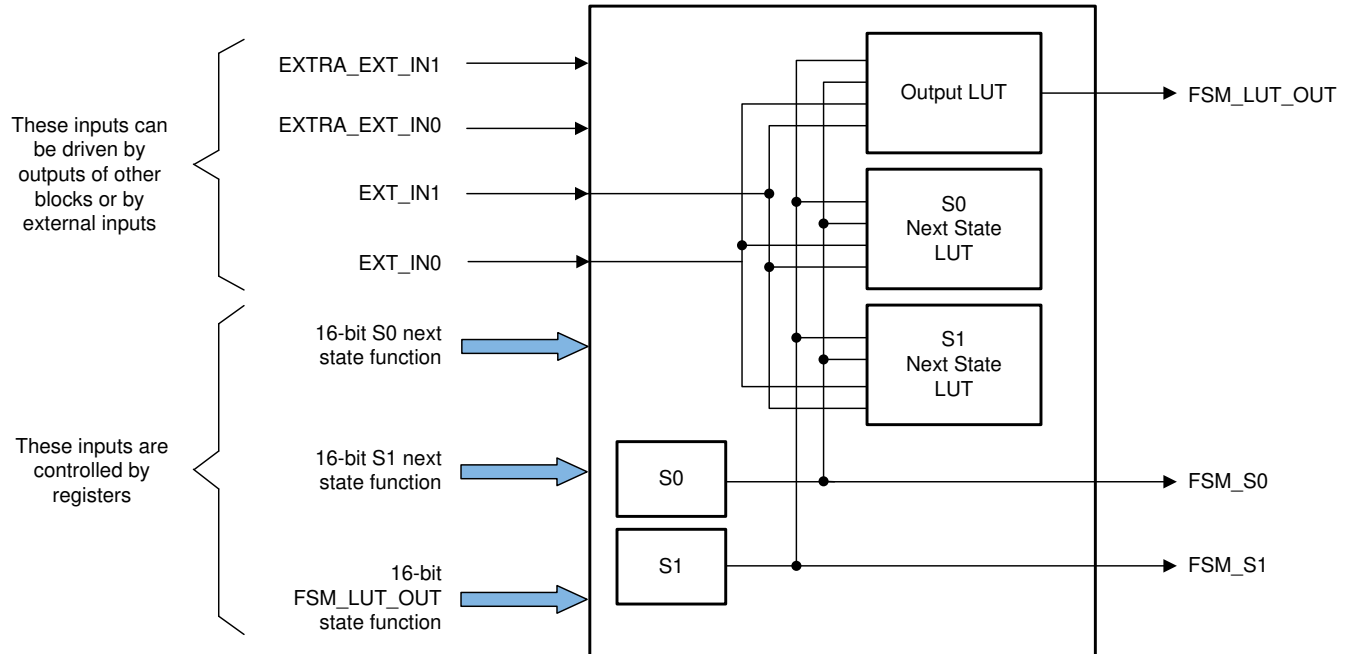 These inputs can
be driven by
outputs of other
blocks or by
external inputs
These inputs are
controlled by
registers
EXTRA_EXT_IN1
EXTRA_EXT_IN0
EXT_IN1
EXT_IN0
16-bit S0 next
state function
16-bit S1 next
state function
16-bit
FSM_LUT_OUT
state function
Output LUT
S0
Next State
LUT
S1
Next State
LUT
S0
S1
FSM_LUT_OUT
FSM_S0
FSM_S1